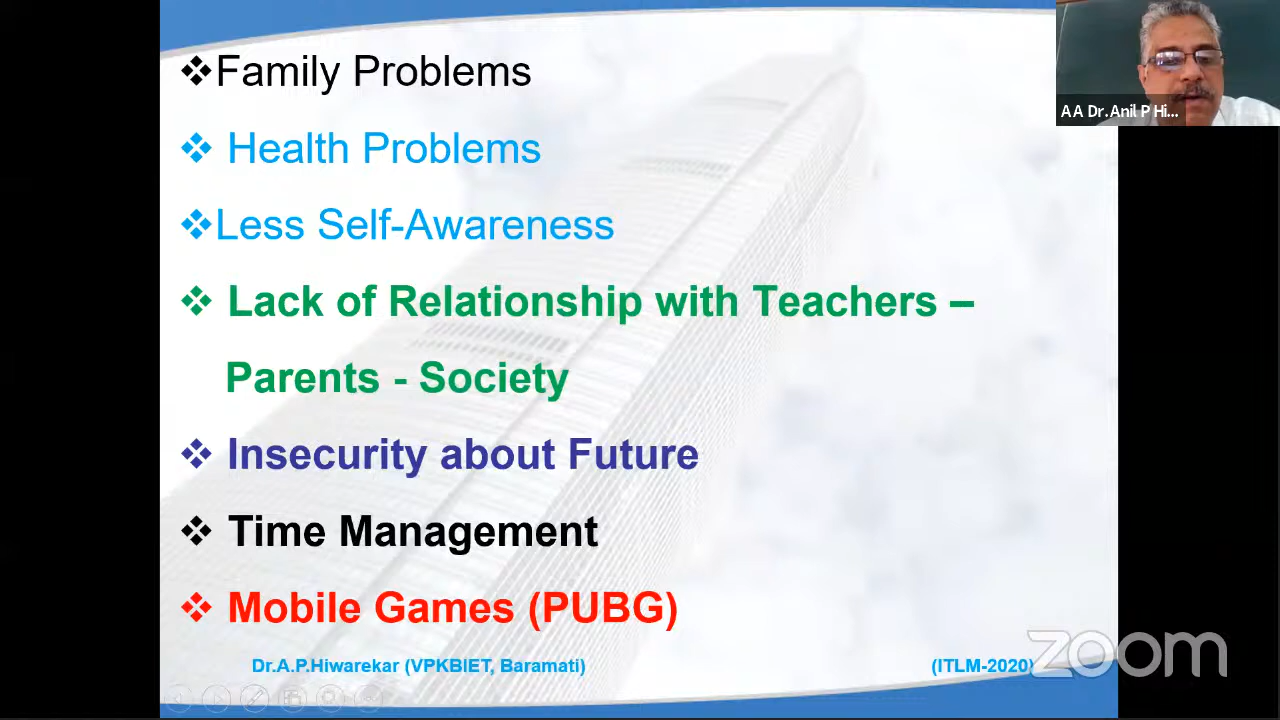 Family Problems
Health Problems
Less Self-Awareness
Lack of Relationship with Teachers –
Parents - Society
Insecurity about Future
Time Management
Mobile Games (PUBG)
Dr.A.P.Hiwarekar (VPKBIET, Baramati)
(ITLM-2020)
A A Dr.Anil P Hi...
zoom